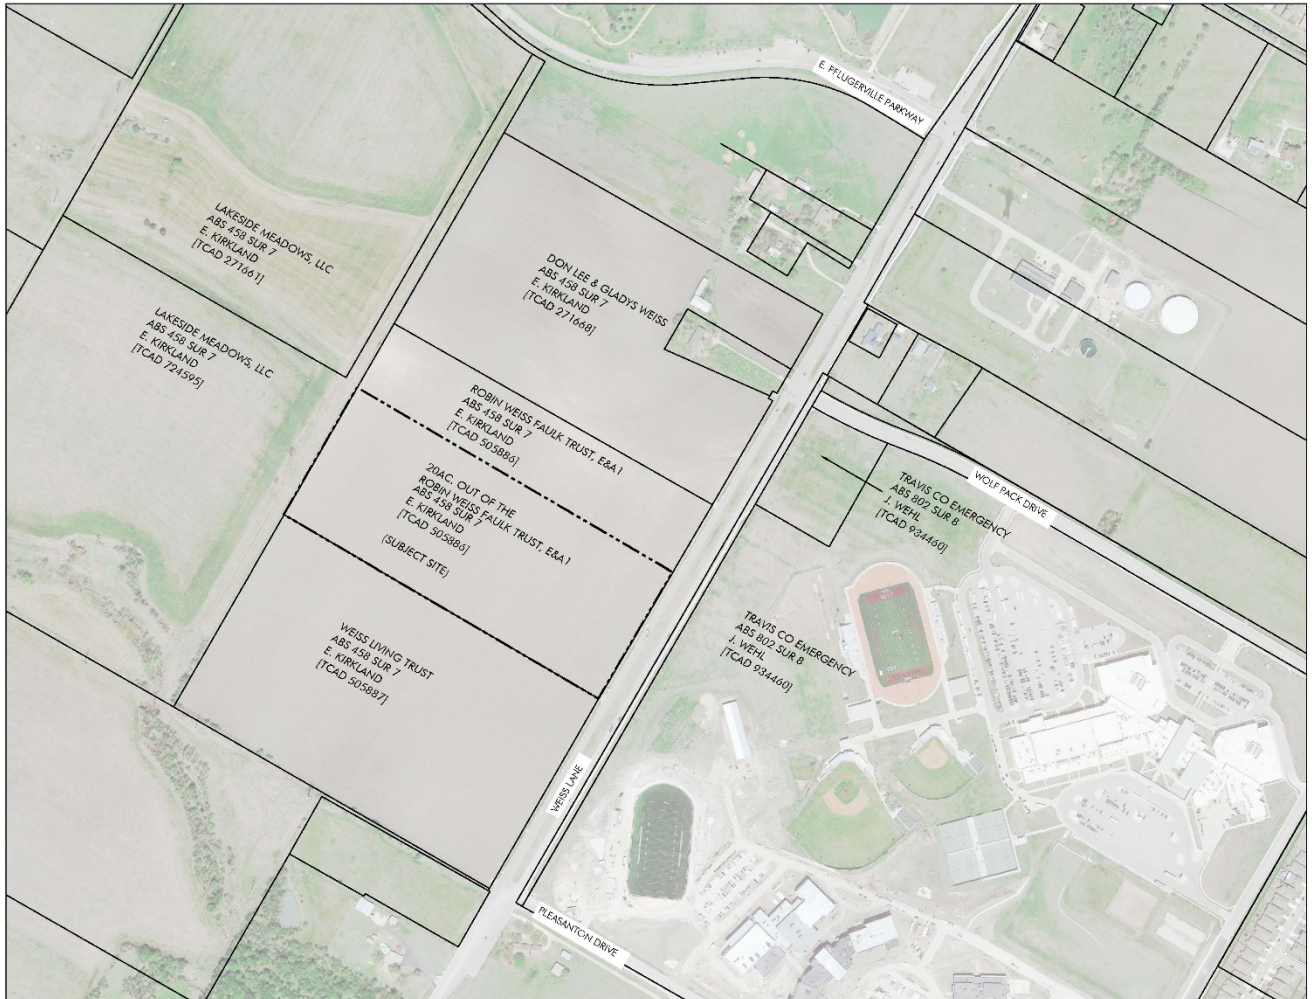 E. PFLUGERVILLE PARKWAY
LAKESIDE MEADOWS, LLC
ABS 458 SUR 7
E. KIRKLAND
[TCAD 271661]
DON LEE & GLADYS WEISS
ABS 458 SUR 7
E. KIRKLAND
[TCAD 271668]
LAKESIDE MEADOWS, LLC
ABS 458 SUR 7
E. KIRKLAND
[TCAD 724595]
ROBIN WEISS FAULK TRUST, E&A1
ABS 458 SUR 7
E. KIRKLAND
[TCAD 505886]
20AC. OUT OF THE
ROBIN WEISS FAULK TRUST, E&A1
ABS 458 SUR 7
E. KIRKLAND
[TCAD 505886]
(SUBJECT SITE)
WOLF PACK DRIVE
TRAVIS CO EMERGENCY
ABS 802 SUR 8
J. WEHL
[TCAD 934460]
TRAVIS CO EMERGENCY
ABS 802 SUR 8
J. WEHL
[TCAD 934460]
WEISS LIVING TRUST
ABS 458 SUR 7
E. KIRKLAND
[TCAD 505887]
WEISS LANE
PLEASANTON DRIVE